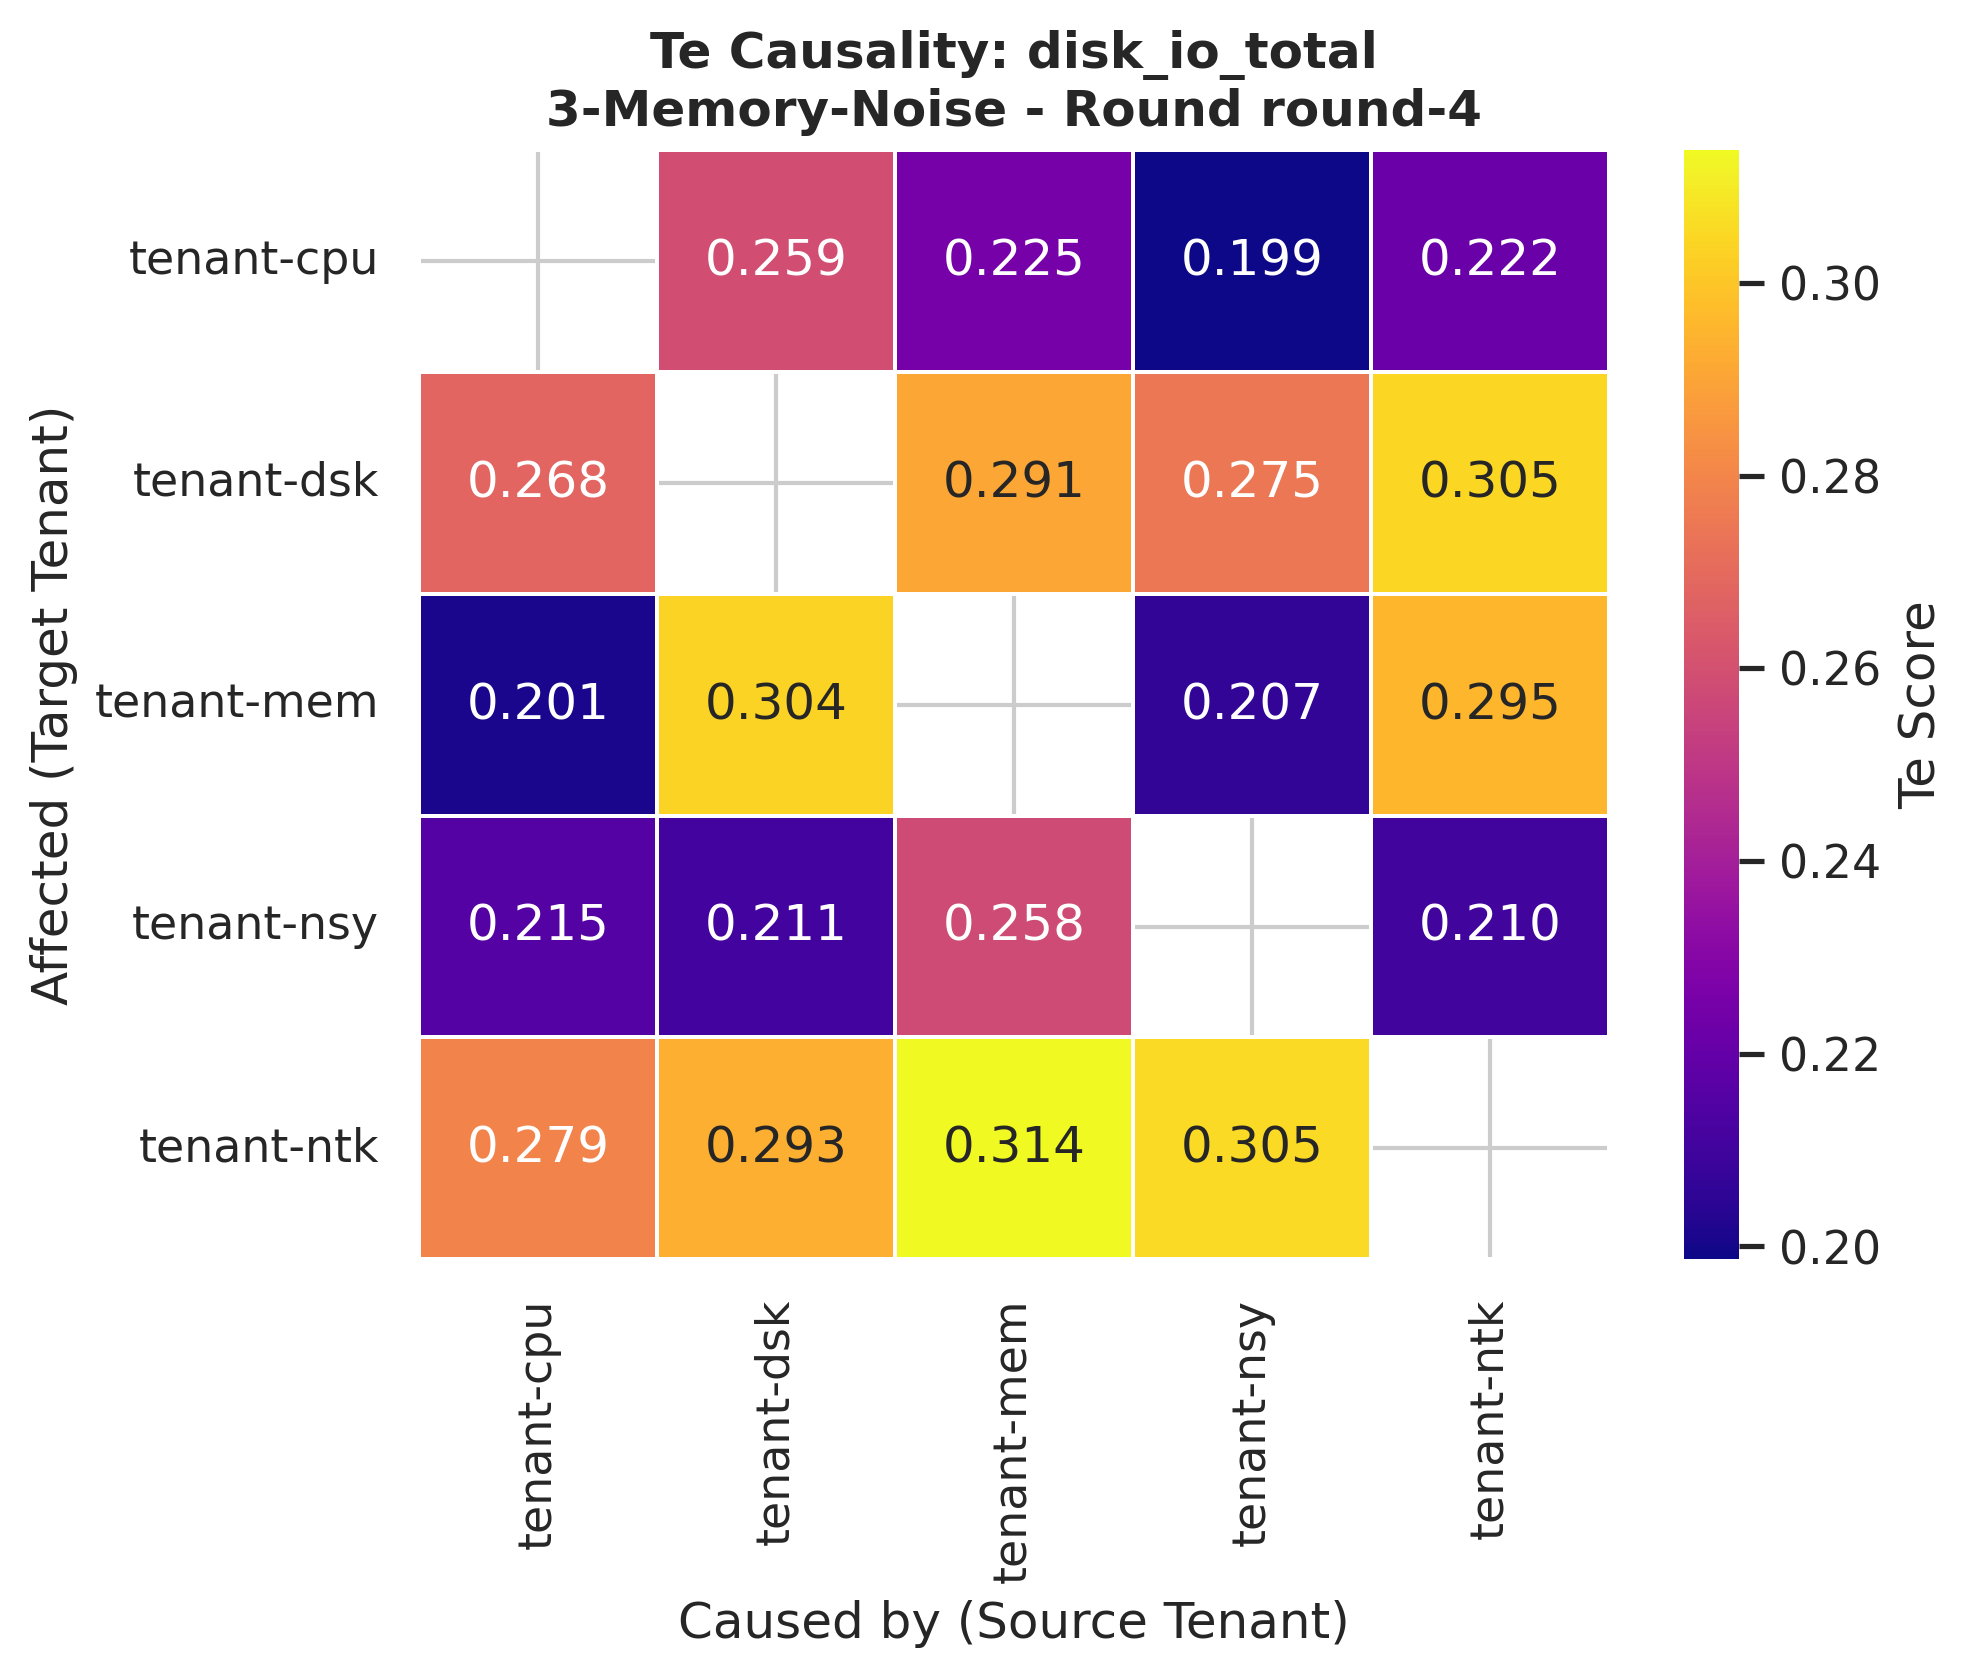 Te Causality: disk_io_total
3-Memory-Noise - Round round-4
Affected (Target Tenant)
tenant-cpu 0.259 0.225 0.199 0.222
tenant-dsk 0.268 0.291 0.275 0.305
tenant-mem 0.201 0.304 0.207 0.295
tenant-nsy 0.215 0.211 0.258 0.210
tenant-ntk 0.279 0.293 0.314 0.305
tenant-cpu
tenant-dsk
tenant-mem
tenant-nsy
tenant-ntk
Caused by (Source Tenant)
0.30
0.28
0.26
0.24
0.22
0.20
Te Score